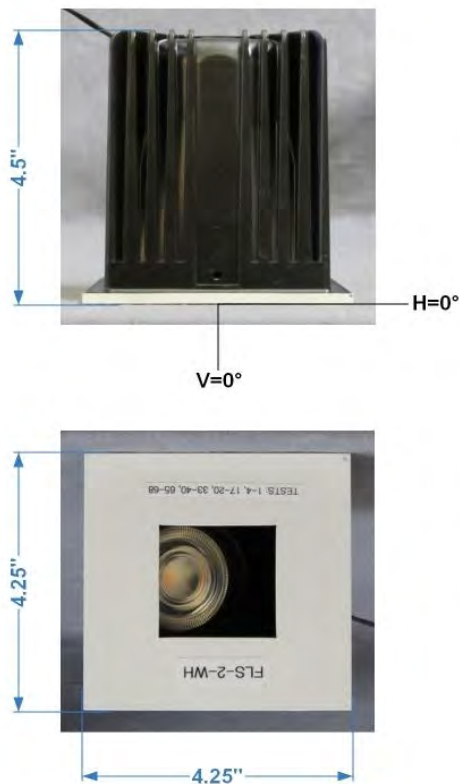 4.5"
H=0°
V=0°
TESTS: 1-4, 17-20, 33-40, 65-68
4.25"
FLS-2-WH
4.25"